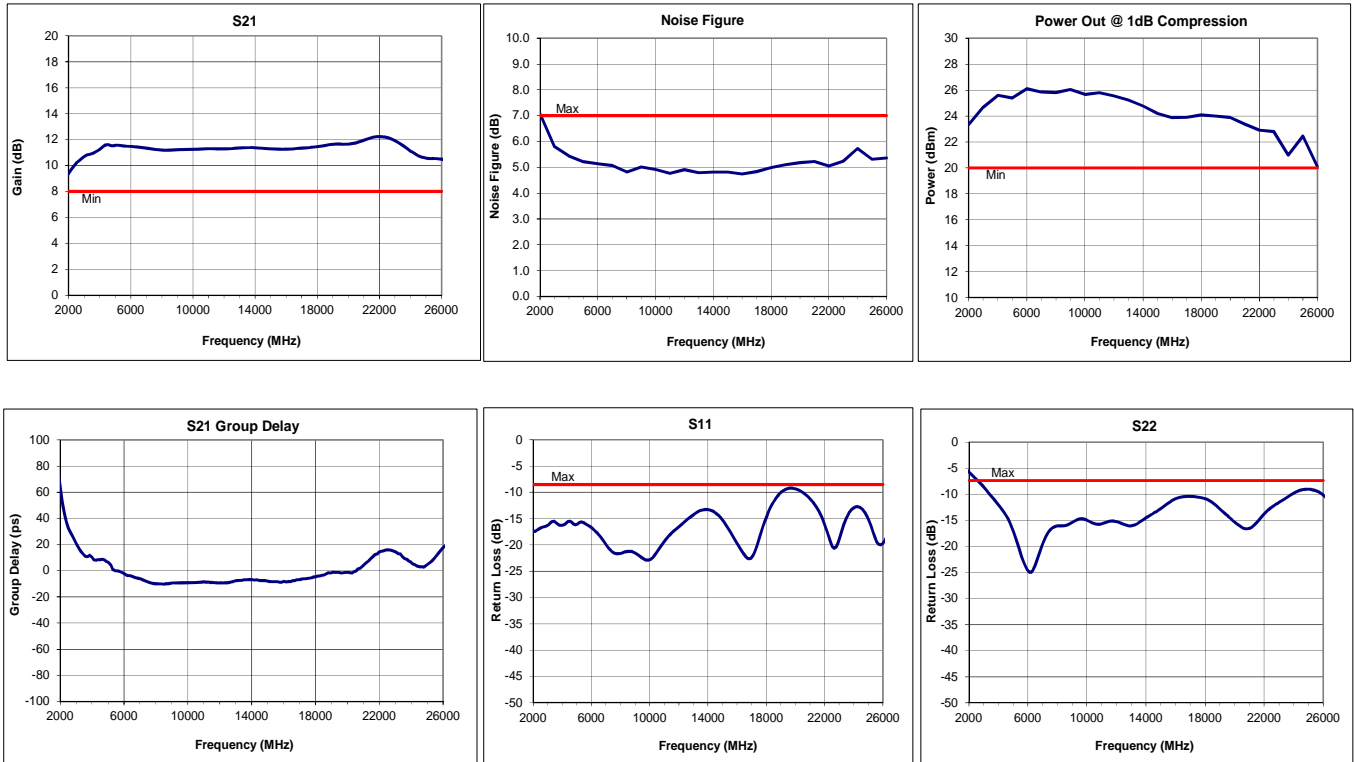 S21
20
18
16
14
12
10
8
6
4
2
0
Gain (dB)
Min
2000 6000 10000 14000 18000 22000 26000
Frequency (MHz)
Noise Figure
10.0
9.0
8.0
7.0
6.0
5.0
4.0
3.0
2.0
1.0
0.0
Noise Figure (dB)
Max
2000 6000 10000 14000 18000 22000 26000
Frequency (MHz)
Power Out @ 1dB Compression
30
28
26
24
22
20
18
16
14
12
10
Power (dBm)
Min
2000 6000 10000 14000 18000 22000 26000
Frequency (MHz)
S21 Group Delay
100
80
60
40
20
0
-20
-40
-60
-80
-100
Group Delay (ps)
2000 6000 10000 14000 18000 22000 26000
Frequency (MHz)
S11
0
-5
-10
-15
-20
-25
-30
-35
-40
-45
-50
Return Loss (dB)
Max
2000 6000 10000 14000 18000 22000 26000
Frequency (MHz)
S22
0
-5
-10
-15
-20
-25
-30
-35
-40
-45
-50
Return Loss (dB)
Max
2000 6000 10000 14000 18000 22000 26000
Frequency (MHz)